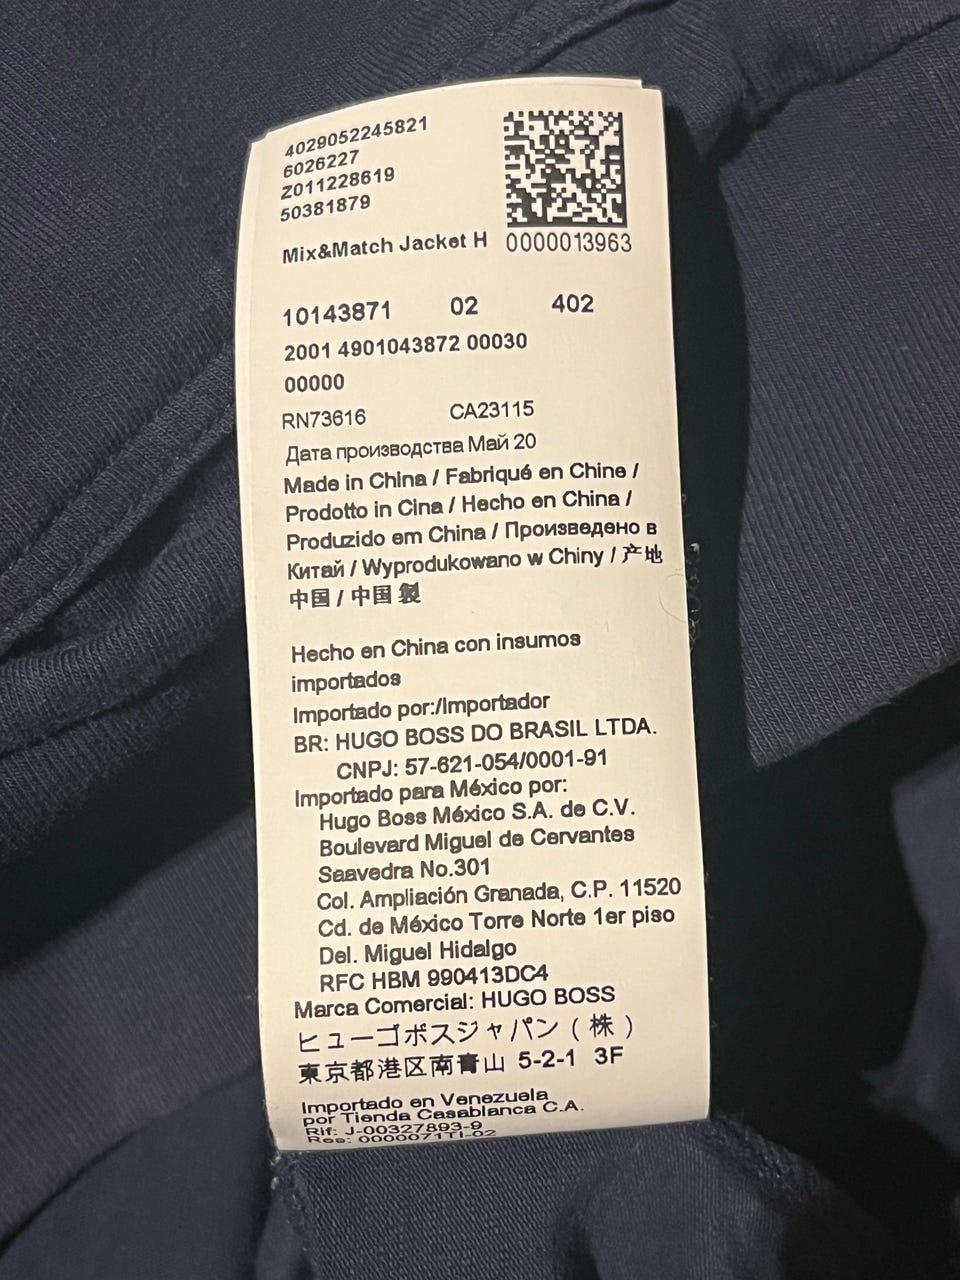 4029052245821
6026227
Z011228619
50381879
Mix&Match Jacket H
0000013963
10143871 02 402
2001 4901043872 00030
00000
RN73616 CA23115
Дата производства Май 20
Made in China / Fabriqué en Chine /
Prodotto in Cina / Hecho en China /
Produzido em China / Произведено в
Китай / Wyprodukowano w Chiny / 产地
中国 / 中国製
Hecho en China con insumos
importados
Importado por:/Importador
BR: HUGO BOSS DO BRASIL LTDA.
CNPJ: 57-621-054/0001-91
Importado para México por:
Hugo Boss México S.A. de C.V.
Boulevard Miguel de Cervantes
Saavedra No.301
Col. Ampliación Granada, C.P. 11520
Cd. de México Torre Norte 1er piso
Del. Miguel Hidalgo
RFC HBM 990413DC4
Marca Comercial: HUGO BOSS
ヒューゴボスジャパン(株)
東京都港区南青山 5-2-1 3F
Importado en Venezuela
por Tienda Casablanca C.A.
Rif: J-00327893-9
Res: 0000071TI-02